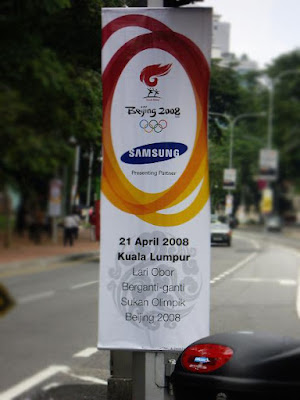 Beijing 2008
SAMSUNG
Presenting Partner
21 April 2008
Kuala Lumpur
Lari Obor
Berganti-ganti
Sukan Olimpik
Beijing 2008